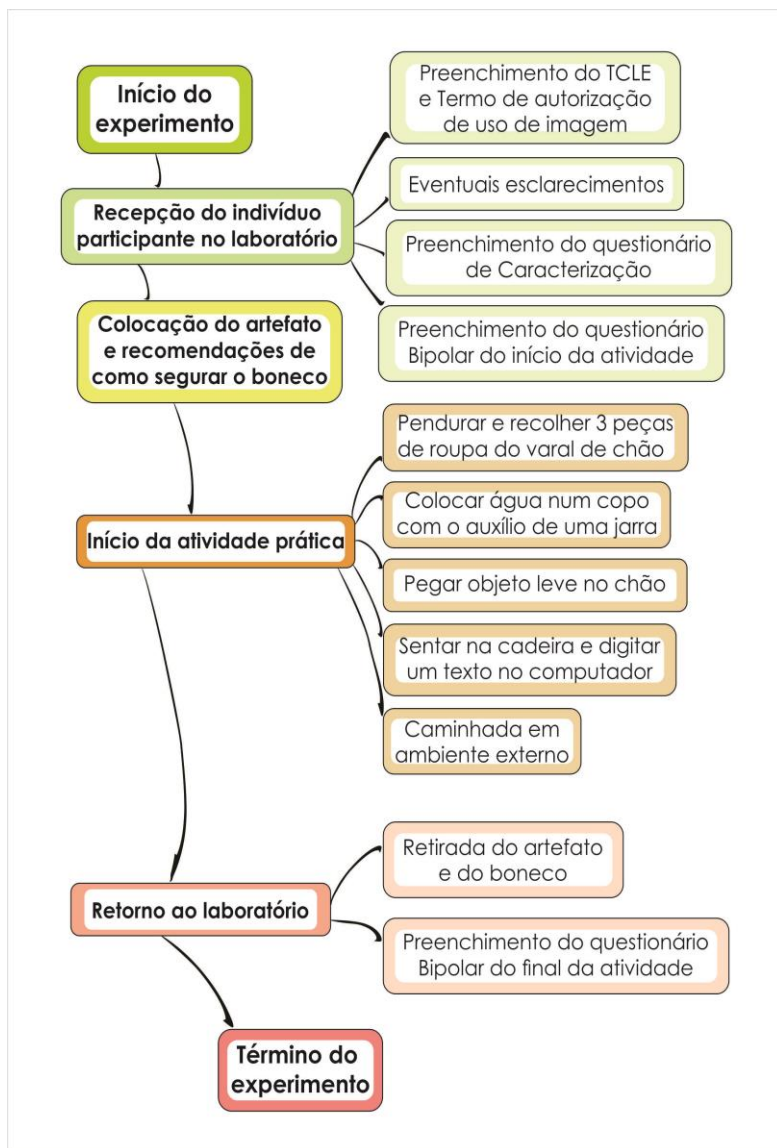 Início do
experimento
Preenchimento do TCLE
e Termo de autorização
de uso de imagem
Recepção do indivíduo
participante no laboratório
Eventuais esclarecimentos
Preenchimento do questionário
de Caracterização
Preenchimento do questionário
Bipolar do início da atividade
Colocação do artefato
e recomendações de
como segurar o boneco
Início da atividade prática
Pendurar e recolher 3 peças
de roupa do varal de chão
Colocar água num copo
com o auxílio de uma jarra
Pegar objeto leve no chão
Sentar na cadeira e digitar
um texto no computador
Caminhada em
ambiente externo
Retorno ao laboratório
Retirada do artefato
e do boneco
Preenchimento do questionário
Bipolar do final da atividade
Término do
experimento